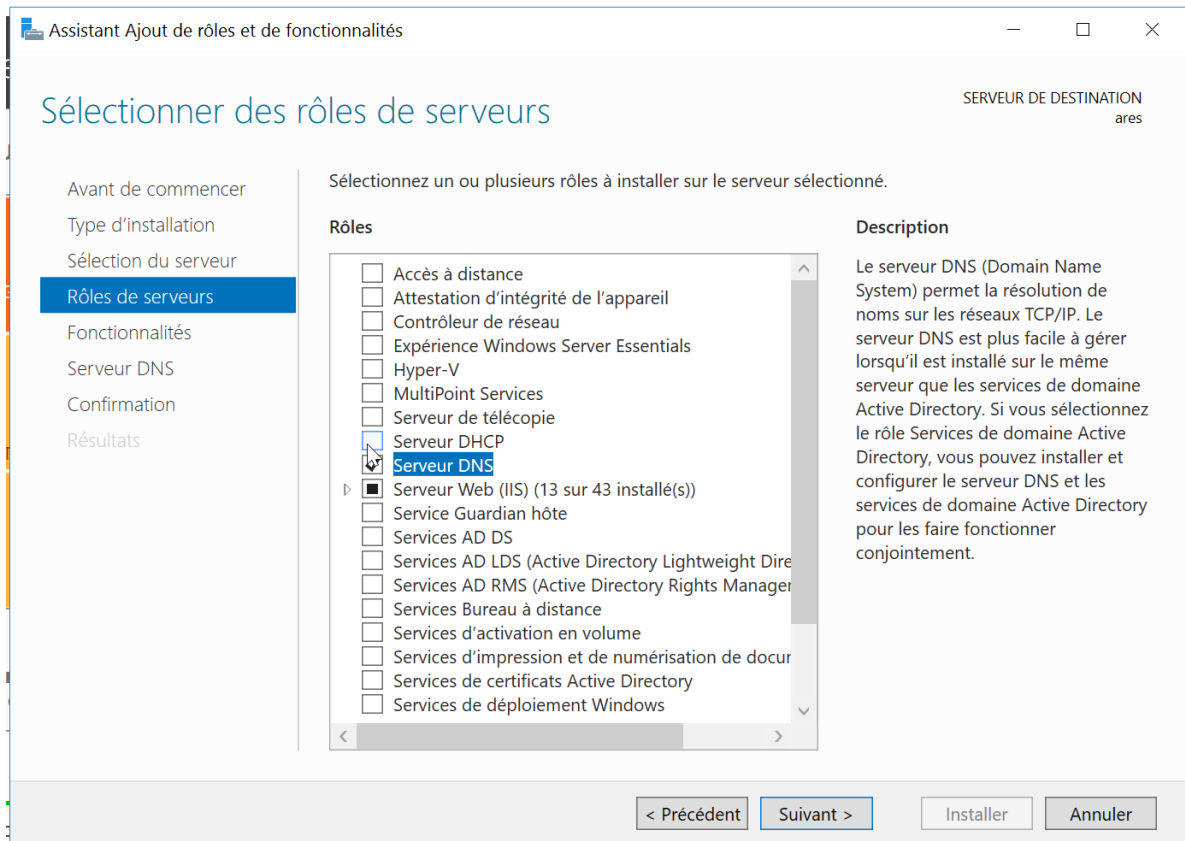 Assistant Ajout de rôles et de fonctionnalités
Sélectionner des rôles de serveurs
SERVEUR DE DESTINATION
ares
Avant de commencer
Type d'installation
Sélection du serveur
Rôles de serveurs
Fonctionnalités
Serveur DNS
Confirmation
Résultats
Sélectionnez un ou plusieurs rôles à installer sur le serveur sélectionné.
Rôles
Accès à distance
Attestation d'intégrité de l'appareil
Contrôleur de réseau
Expérience Windows Server Essentials
Hyper-V
MultiPoint Services
Serveur de télécopie
Serveur DHCP
Serveur DNS
Serveur Web (IIS) (13 sur 43 installé(s))
Service Guardian hôte
Services AD DS
Services AD LDS (Active Directory Lightweight Dire
Services AD RMS (Active Directory Rights Manager
Services Bureau à distance
Services d'activation en volume
Services d'impression et de numérisation de docur
Services de certificats Active Directory
Services de déploiement Windows
Description
Le serveur DNS (Domain Name
System) permet la résolution de
noms sur les réseaux TCP/IP. Le
serveur DNS est plus facile à gérer
lorsqu'il est installé sur le même
serveur que les services de domaine
Active Directory. Si vous sélectionnez
le rôle Services de domaine Active
Directory, vous pouvez installer et
configurer le serveur DNS et les
services de domaine Active Directory
pour les faire fonctionner
conjointement.
< Précédent
Suivant >
Installer
Annuler